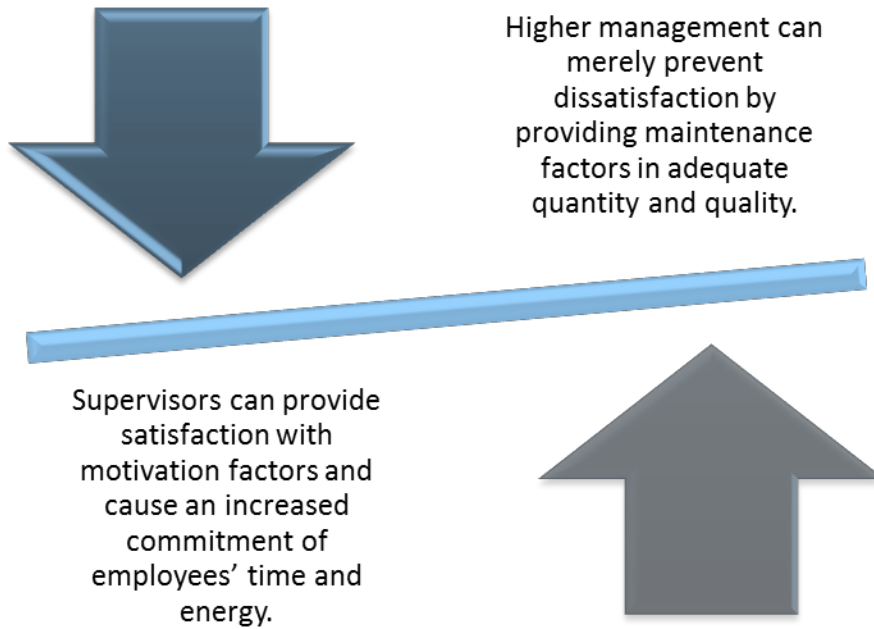 Higher management can
merely prevent
dissatisfaction by
providing maintenance
factors in adequate
quantity and quality.
Supervisors can provide
satisfaction with
motivation factors and
cause an increased
commitment of
employees’ time and
energy.